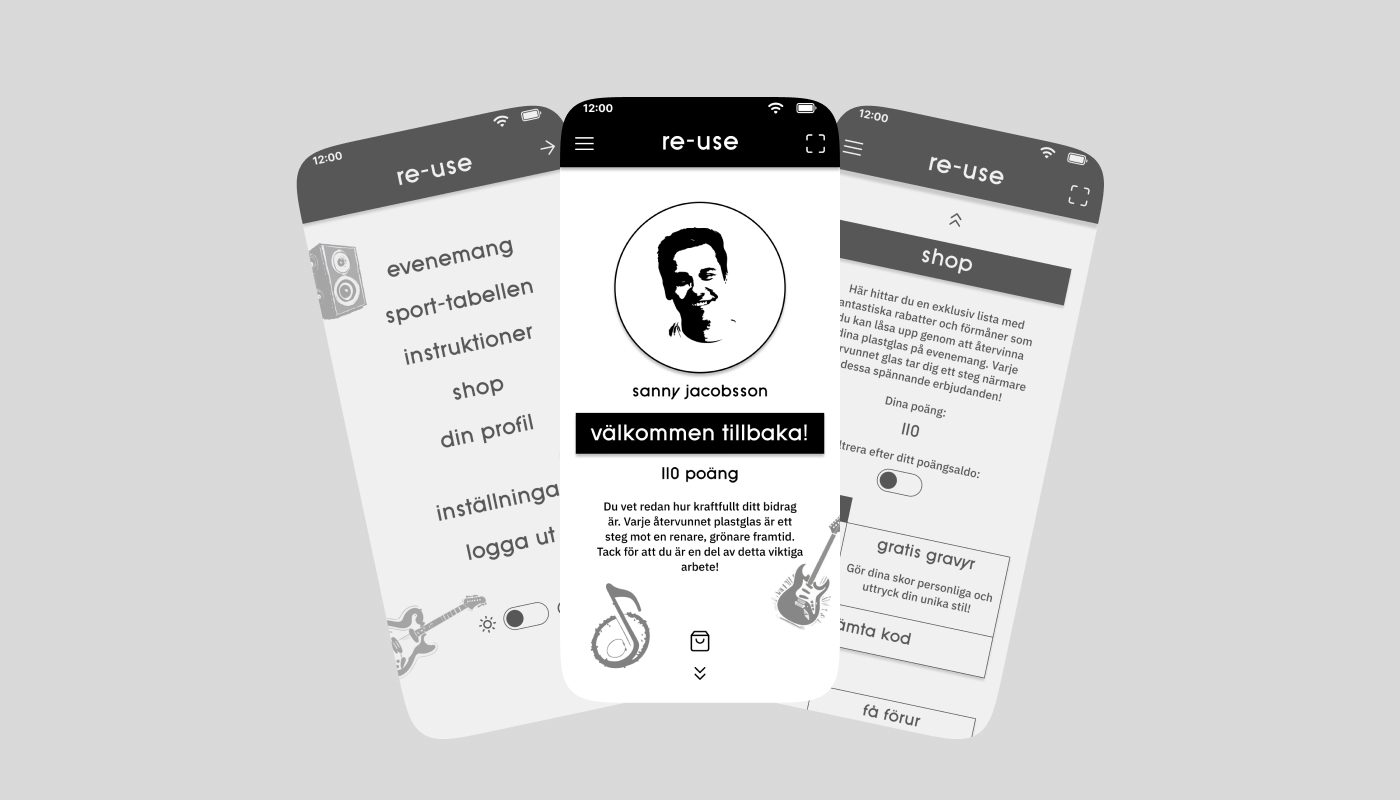 12:00
re-use
evenemang
sport-tabellen
instruktioner
shop
din profil
logga ut
12:00
re-use
sanny jacobsson
välkommen tillbaka!
110 poäng
Du vet redan hur kraftfullt ditt bidrag
är. Varje återvunnet plastglas är ett
steg mot en renare, grönare framtid.
Tack för att du är en del av detta viktiga
arbete!
12:00
re-use
shop
Här hittar du en exklusiv lista med
rabatter och förmåner som
du kan låsa upp genom att återvinna
dina plastglas på evenemang. Varje
glas tar dig ett steg närmare
dessa spännande erbjudanden!
Dina poäng:
110
efter ditt poängsaldo:
gratis gravyr
Gör dina skor personliga och
uttryck din unika stil!
kod
få förur